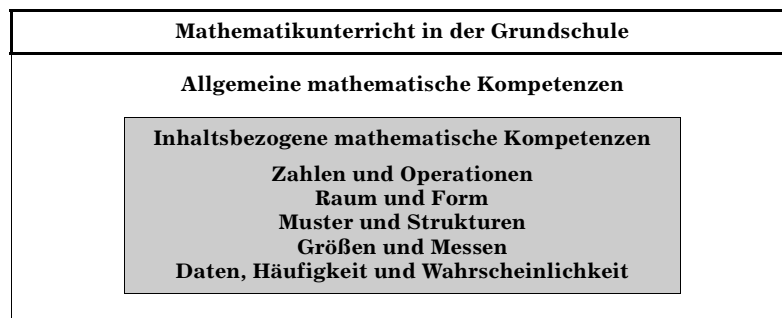 Mathematikunterricht in der Grundschule
Allgemeine mathematische Kompetenzen
Inhaltsbezogene mathematische Kompetenzen
Zahlen und Operationen
Raum und Form
Muster und Strukturen
Größen und Messen
Daten, Häufigkeit und Wahrscheinlichkeit